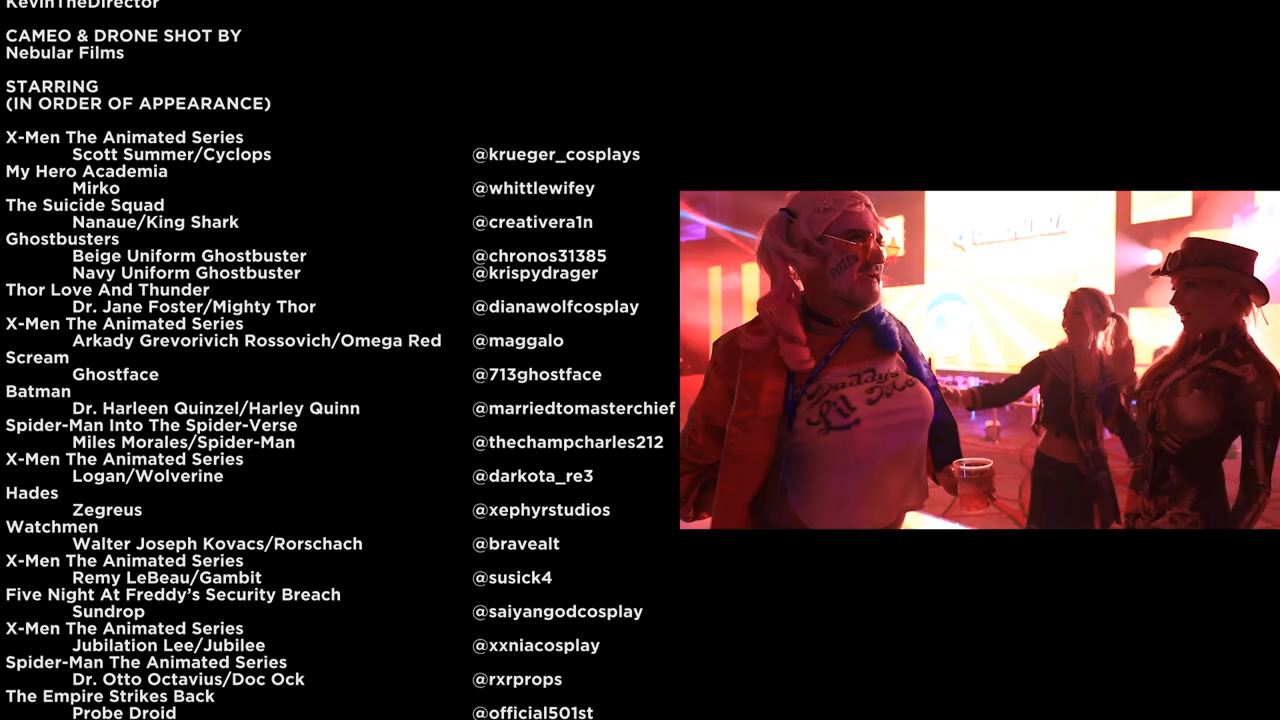 KevinTheDirector
CAMEO & DRONE SHOT BY
Nebular Films
STARRING
(IN ORDER OF APPEARANCE)
X-Men The Animated Series
Scott Summer/Cyclops @krueger_cosplays
My Hero Academia
Mirko @whittlewifey
The Suicide Squad
Nanaue/King Shark @creativera1n
Ghostbusters
Beige Uniform Ghostbuster @chronos31385
Navy Uniform Ghostbuster @krispydrager
Thor Love And Thunder
Dr. Jane Foster/Mighty Thor @dianawolfcosplay
X-Men The Animated Series
Arkady Grevorivich Rossovich/Omega Red @maggalo
Scream
Ghostface @713ghostface
Batman
Dr. Harleen Quinzel/Harley Quinn @marriedtomasterchief
Spider-Man Into The Spider-Verse
Miles Morales/Spider-Man @thechampcharles212
X-Men The Animated Series
Logan/Wolverine @darkota_re3
Hades
Zegreus @xephyrstudios
Watchmen
Walter Joseph Kovacs/Rorschach @bravealt
X-Men The Animated Series
Remy LeBeau/Gambit @susick4
Five Night At Freddy’s Security Breach
Sundrop @saiyangodcosplay
X-Men The Animated Series
Jubilation Lee/Jubilee @xxniacosplay
Spider-Man The Animated Series
Dr. Otto Octavius/Doc Ock @rxrprops
The Empire Strikes Back
Probe Droid @official501st
Daddy's
Lil